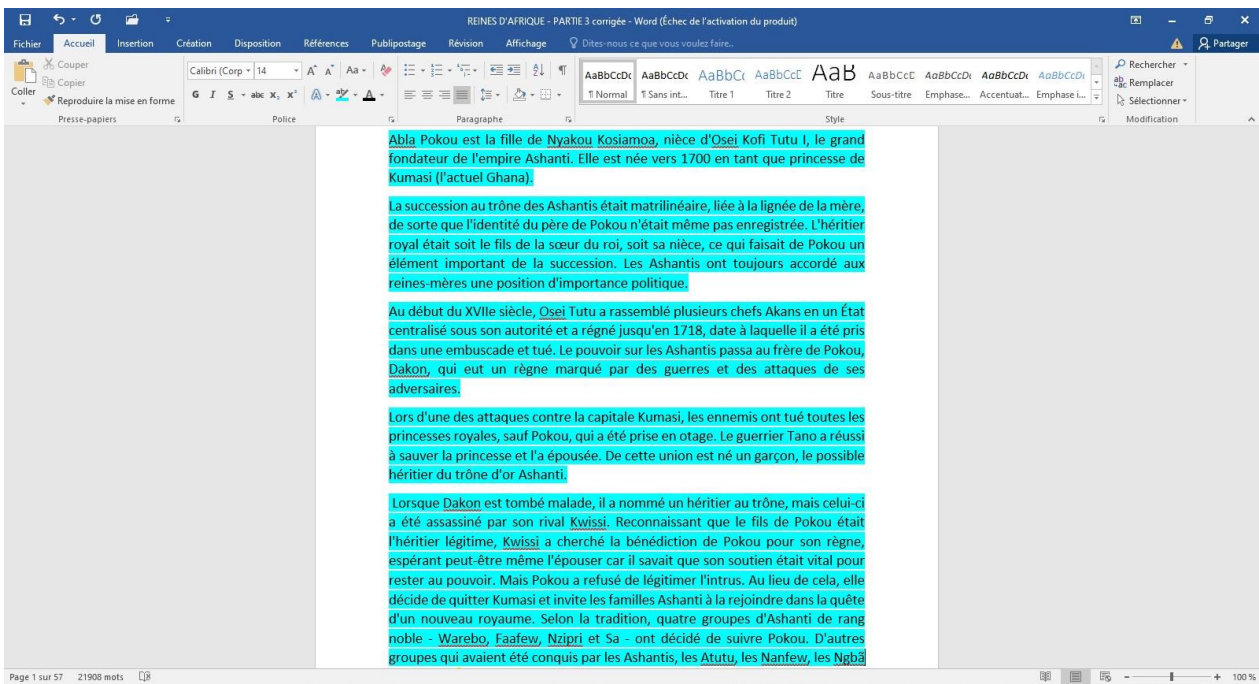 REINES D'AFRIQUE - PARTIE 3 corrigée - Word (Échec de l'activation du produit)
Fichier Accueil Insertion Création Disposition Références Publipostage Révision Affichage Dites-nous ce que vous voulez faire... Partager
Couper
Copier
Coller
Reproduire la mise en forme
Presse-papiers
Calibri (Corp 14
G I S abc X₂ X²
Police
Paragraphe
AaBbCcDc AaBbCcDc AaBbC( AaBbCcE AaB AaBbCcE AaBbCcDc AaBbCcDc AaBbCcDc
¶ Normal ¶ Sans int... Titre 1 Titre 2 Titre Sous-titre Emphase... Accentuat... Emphase i...
Style
Rechercher
Remplacer
Sélectionner
Modification
Abla Pokou est la fille de Nyakou Kosiamoa, nièce d'Osei Kofi Tutu I, le grand
fondateur de l'empire Ashanti. Elle est née vers 1700 en tant que princesse de
Kumasi (l'actuel Ghana).
La succession au trône des Ashantis était matrilinéaire, liée à la lignée de la mère,
de sorte que l'identité du père de Pokou n'était même pas enregistrée. L'héritier
royal était soit le fils de la sœur du roi, soit sa nièce, ce qui faisait de Pokou un
élément important de la succession. Les Ashantis ont toujours accordé aux
reines-mères une position d'importance politique.
Au début du XVIIe siècle, Osei Tutu a rassemblé plusieurs chefs Akans en un État
centralisé sous son autorité et a régné jusqu'en 1718, date à laquelle il a été pris
dans une embuscade et tué. Le pouvoir sur les Ashantis passa au frère de Pokou,
Dakon, qui eut un règne marqué par des guerres et des attaques de ses
adversaires.
Lors d'une des attaques contre la capitale Kumasi, les ennemis ont tué toutes les
princesses royales, sauf Pokou, qui a été prise en otage. Le guerrier Tano a réussi
à sauver la princesse et l'a épousée. De cette union est né un garçon, le possible
héritier du trône d'or Ashanti.
Lorsque Dakon est tombé malade, il a nommé un héritier au trône, mais celui-ci
a été assassiné par son rival Kwissi. Reconnaissant que le fils de Pokou était
l'héritier légitime, Kwissi a cherché la bénédiction de Pokou pour son règne,
espérant peut-être même l'épouser car il savait que son soutien était vital pour
rester au pouvoir. Mais Pokou a refusé de légitimer l'intrus. Au lieu de cela, elle
décide de quitter Kumasi et invite les familles Ashanti à la rejoindre dans la quête
d'un nouveau royaume. Selon la tradition, quatre groupes d'Ashanti de rang
noble - Warebo, Faafew, Nzipri et Sa - ont décidé de suivre Pokou. D'autres
groupes qui avaient été conquis par les Ashantis, les Atutu, les Nanfew, les Ngbã
Page 1 sur 57 21908 mots 100 %